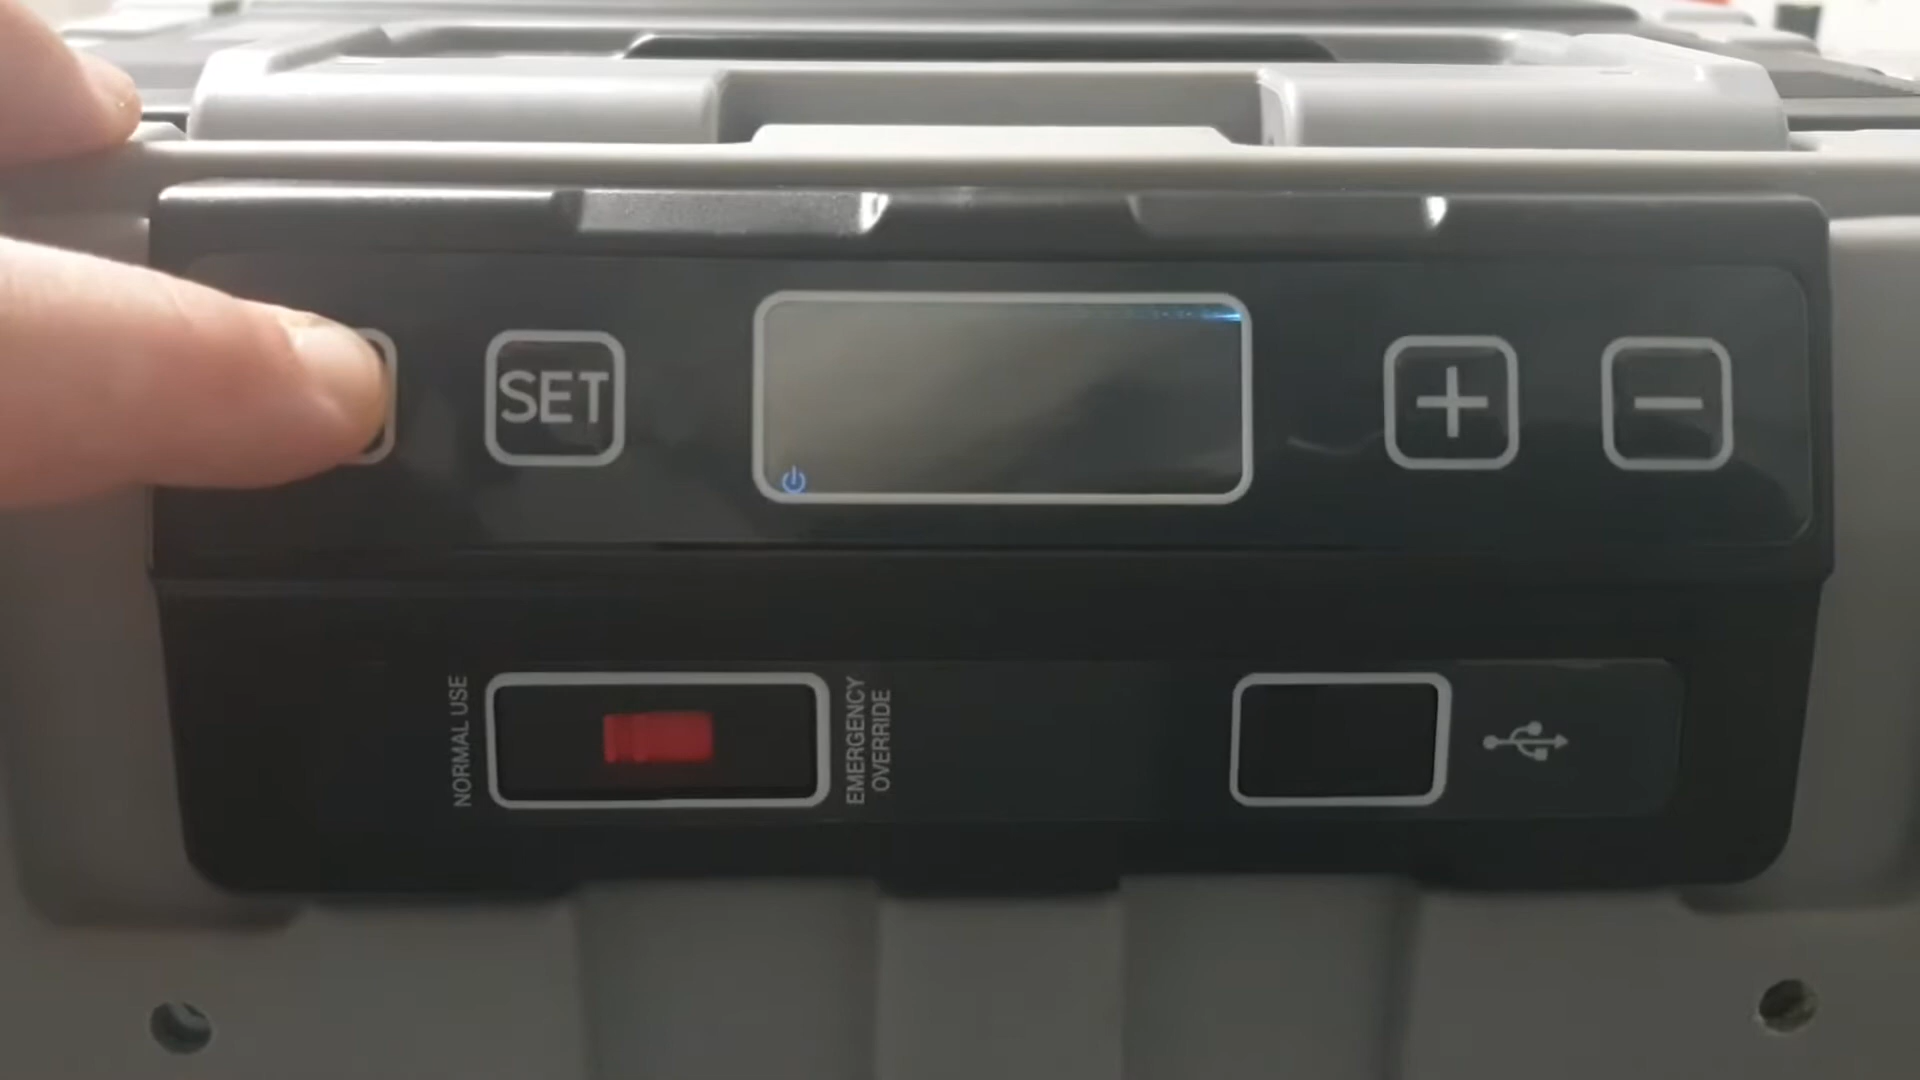 SET
+
−
NORMAL USE
EMERGENCY
OVERRIDE